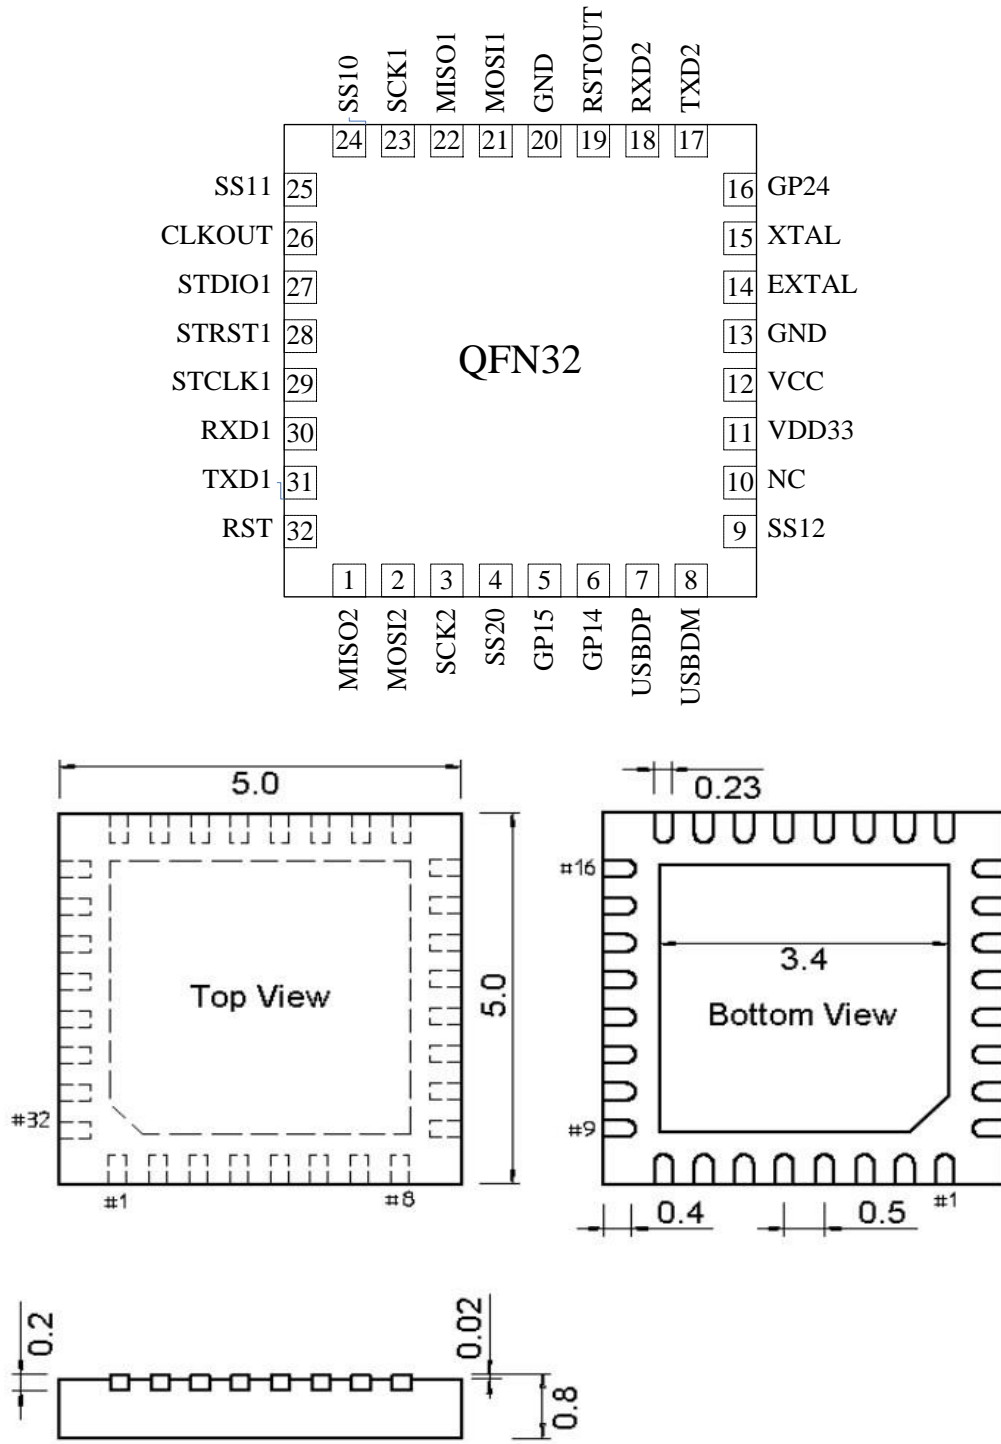 SS10
SCK1
MISO1
MOSI1
GND
RSTOUT
RXD2
TXD2
24 23 22 21 20 19 18 17
SS11 25
CLKOUT 26
STDIO1 27
STRST1 28
STCLK1 29
RXD1 30
TXD1 31
RST 32
QFN32
16 GP24
15 XTAL
14 EXTAL
13 GND
12 VCC
11 VDD33
10 NC
9 SS12
1 2 3 4 5 6 7 8
MISO2
MOSI2
SCK2
SS20
GP15
GP14
USBDP
USBDM
5.0
Top View
5.0
#32
#1
#8
0.23
#16
3.4
Bottom View
#9
#1
0.4
0.5
0.2
0.02
0.8